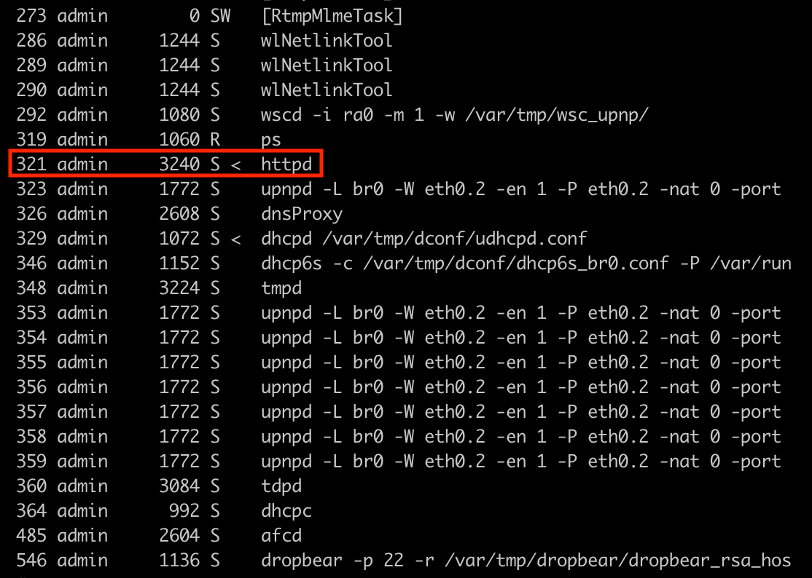 273 admin 0 SW [RtmpMlmeTask]
286 admin 1244 S wlNetlinkTool
289 admin 1244 S wlNetlinkTool
290 admin 1244 S wlNetlinkTool
292 admin 1080 S wscd -i ra0 -m 1 -w /var/tmp/wsc_upnp/
319 admin 1060 R ps
321 admin 3240 S < httpd
323 admin 1772 S upnpd -L br0 -W eth0.2 -en 1 -P eth0.2 -nat 0 -port
326 admin 2608 S dnsProxy
329 admin 1072 S < dhcpd /var/tmp/dconf/udhcpd.conf
346 admin 1152 S dhcp6s -c /var/tmp/dconf/dhcp6s_br0.conf -P /var/run
348 admin 3224 S tmpd
353 admin 1772 S upnpd -L br0 -W eth0.2 -en 1 -P eth0.2 -nat 0 -port
354 admin 1772 S upnpd -L br0 -W eth0.2 -en 1 -P eth0.2 -nat 0 -port
355 admin 1772 S upnpd -L br0 -W eth0.2 -en 1 -P eth0.2 -nat 0 -port
356 admin 1772 S upnpd -L br0 -W eth0.2 -en 1 -P eth0.2 -nat 0 -port
357 admin 1772 S upnpd -L br0 -W eth0.2 -en 1 -P eth0.2 -nat 0 -port
358 admin 1772 S upnpd -L br0 -W eth0.2 -en 1 -P eth0.2 -nat 0 -port
359 admin 1772 S upnpd -L br0 -W eth0.2 -en 1 -P eth0.2 -nat 0 -port
360 admin 3084 S tdpd
364 admin 992 S dhcpc
485 admin 2604 S afcd
546 admin 1136 S dropbear -p 22 -r /var/tmp/dropbear/dropbear_rsa_hos